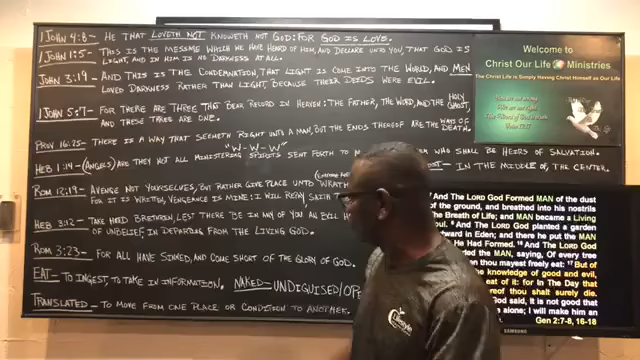 1 JOHN 4:8 - HE THAT LOVETH NOT KNOWETH NOT GOD: FOR GOD IS LOVE.
1 JOHN 1:5 - THIS IS THE MESSAGE WHICH WE HAVE HEARD OF HIM, AND DECLARE UNTO YOU, THAT GOD IS
LIGHT, AND IN HIM IS NO DARKNESS AT ALL.
JOHN 3:19 - AND THIS IS THE CONDEMNATION, THAT LIGHT IS COME INTO THE WORLD, AND MEN
LOVED DARKNESS RATHER THAN LIGHT, BECAUSE THEIR DEEDS WERE EVIL.
1 JOHN 5:7 - FOR THERE ARE THREE THAT BEAR RECORD IN HEAVEN: THE FATHER, THE WORD, AND THE HOLY GHOST,
AND THESE THREE ARE ONE.
PROV 16:25 - THERE IS A WAY THAT SEEMETH RIGHT UNTO A MAN, BUT THE ENDS THEREOF ARE THE WAYS OF DEATH.
"W-W-W"
HEB 1:14 - (ANGELS) ARE THEY NOT ALL MINISTERING SPIRITS SENT FORTH TO WHO SHALL BE HEIRS OF SALVATION.
IN THE MIDDLE OF, THE CENTER.
ROM 12:19 - AVENGE NOT YOURSELVES, BUT RATHER GIVE PLACE UNTO WRATH
FOR IT IS WRITTEN, VENGEANCE IS MINE; I WILL REPAY SAITH
HEB 3:12 - TAKE HEED BRETHREN, LEST THERE BE IN ANY OF YOU AN EVIL
OF UNBELIEF, IN DEPARTING FROM THE LIVING GOD.
ROM 3:23 - FOR ALL HAVE SINNED, AND COME SHORT OF THE GLORY OF GOD.
EAT - TO INGEST, TO TAKE IN INFORMATION. NAKED - UNDIGUISED/OPE
TRANSLATED - TO MOVE FROM ONE PLACE OR CONDITION TO ANOTHER.
Welcome to
Christ Our Life Ministries
The Christ Life is Simply Having Christ Himself as Our Life
7 And The LORD God Formed MAN of the dust
of the ground, and breathed into his nostrils
The Breath of Life; and MAN became a Living
oul. 8 And the LORD God planted a garden
tward in Eden; and there he put the MAN
He had Formed. 16 And the LORD God
ded the MAN, saying, Of every tree
en thou mayest freely eat: 17 But of
e knowledge of good and evil,
eat of it: for In The Day that
reof thou shalt surely die.
God said, It is not good that
e alone; I will make him an
Gen 2:7-8, 16-18
SAMSUNG
Lifestyle